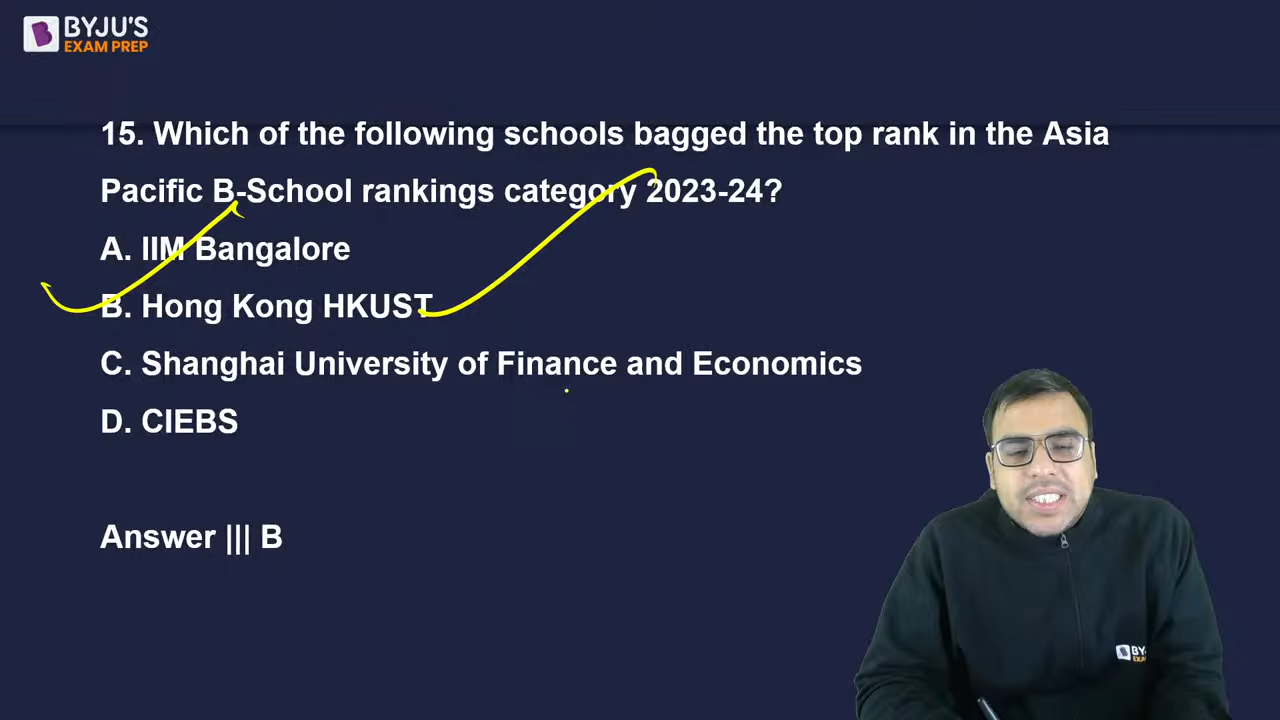 BYJU'S
EXAM PREP
15. Which of the following schools bagged the top rank in the Asia
Pacific B-School rankings category 2023-24?
A. IIM Bangalore
B. Hong Kong HKUST
C. Shanghai University of Finance and Economics
D. CIEBS
Answer ||| B